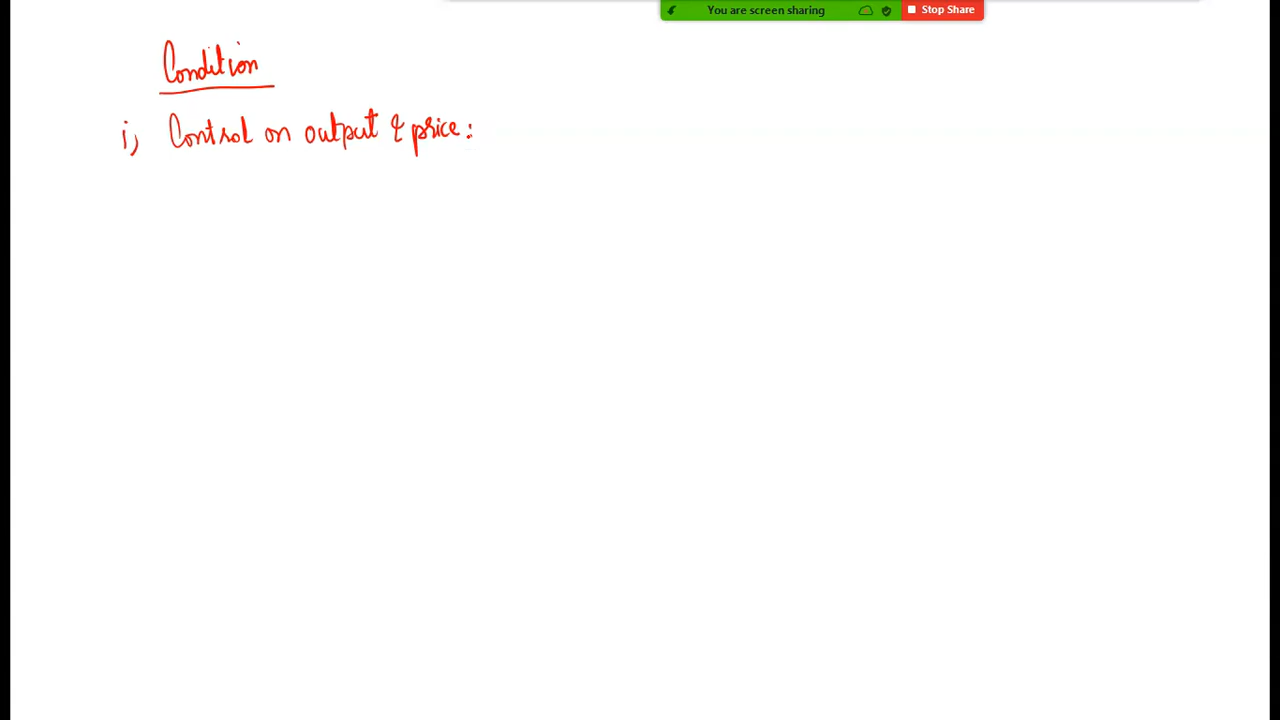 You are screen sharing Stop Share
Condition
i, Control on output & price: